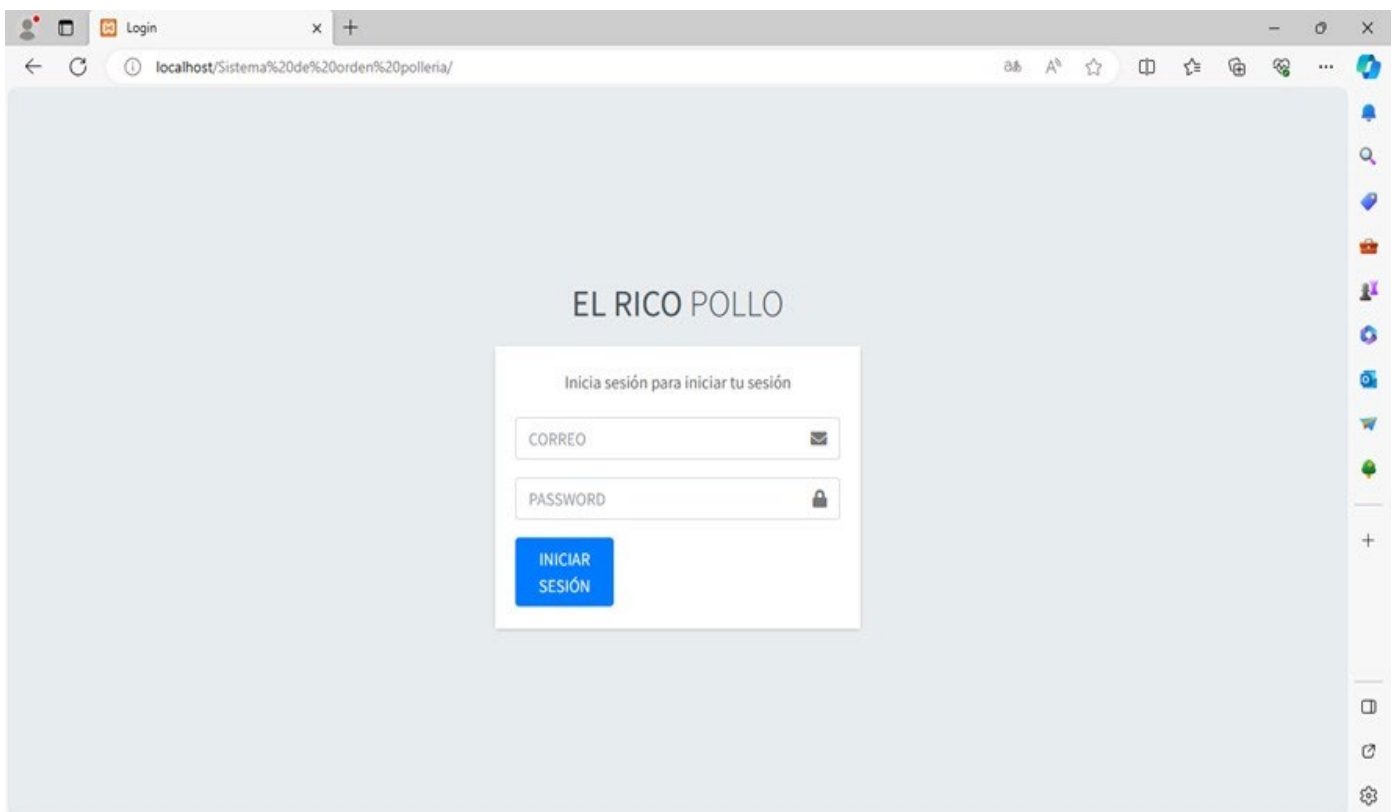 Login
localhost/Sistema%20de%20orden%20polleria/
EL RICO POLLO
Inicia sesión para iniciar tu sesión
CORREO
PASSWORD
INICIAR
SESIÓN